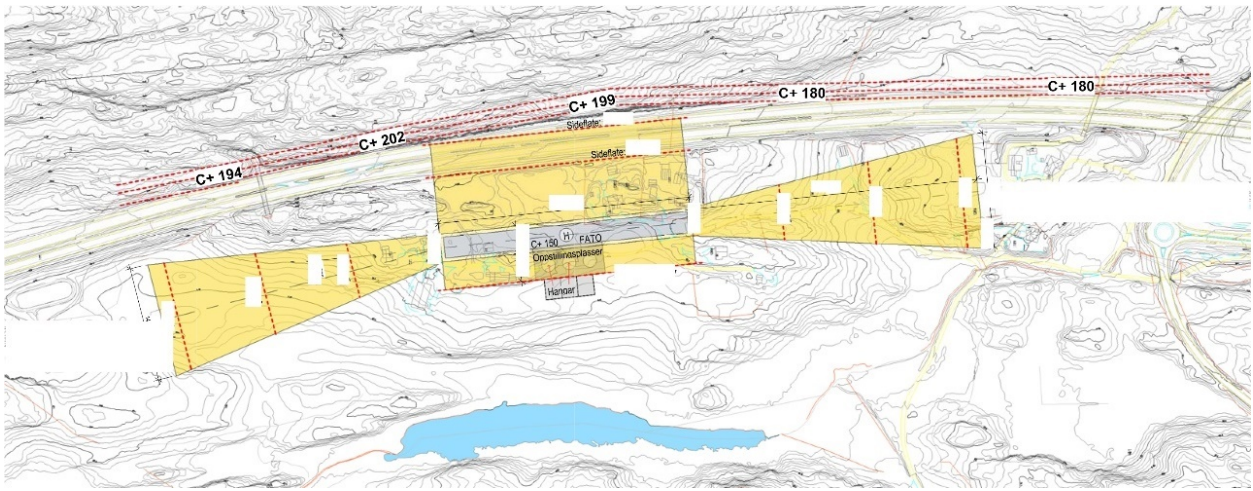 C+ 180
C+ 180
C+ 199
Sideflate:
C+ 202
Sideflate:
C+ 194
H
FATO
C+ 150
Oppstillingsplasser
Hangar